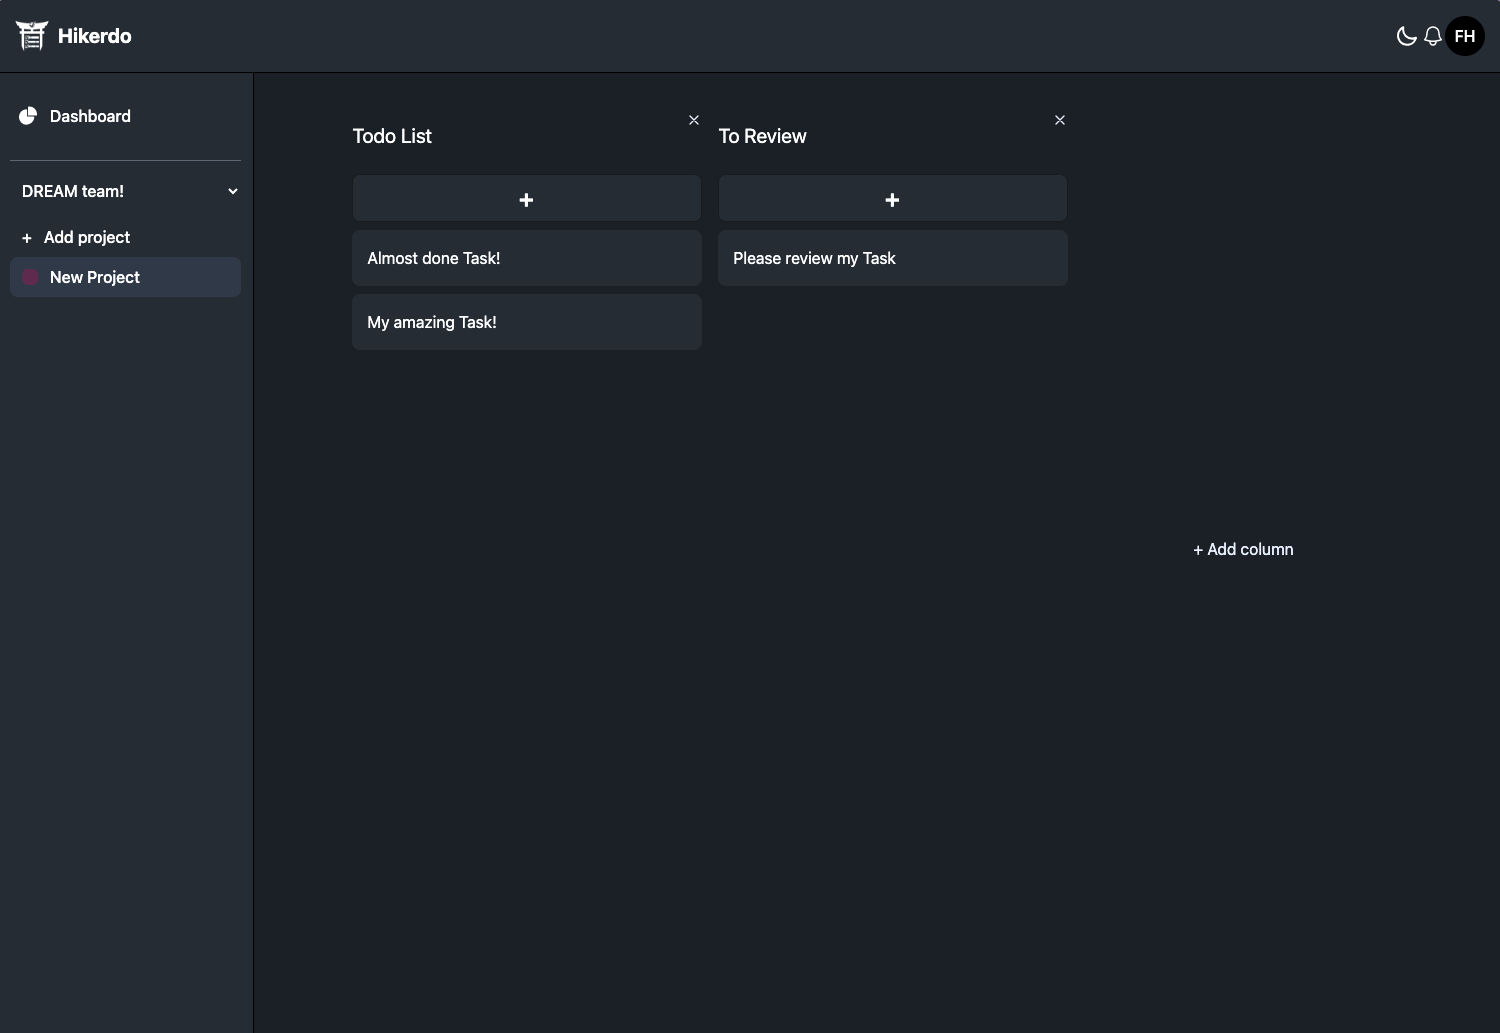 Hikerdo
FH
Dashboard
DREAM team!
+ Add project
New Project
Todo List
×
+
Almost done Task!
My amazing Task!
To Review
×
+
Please review my Task
+ Add column